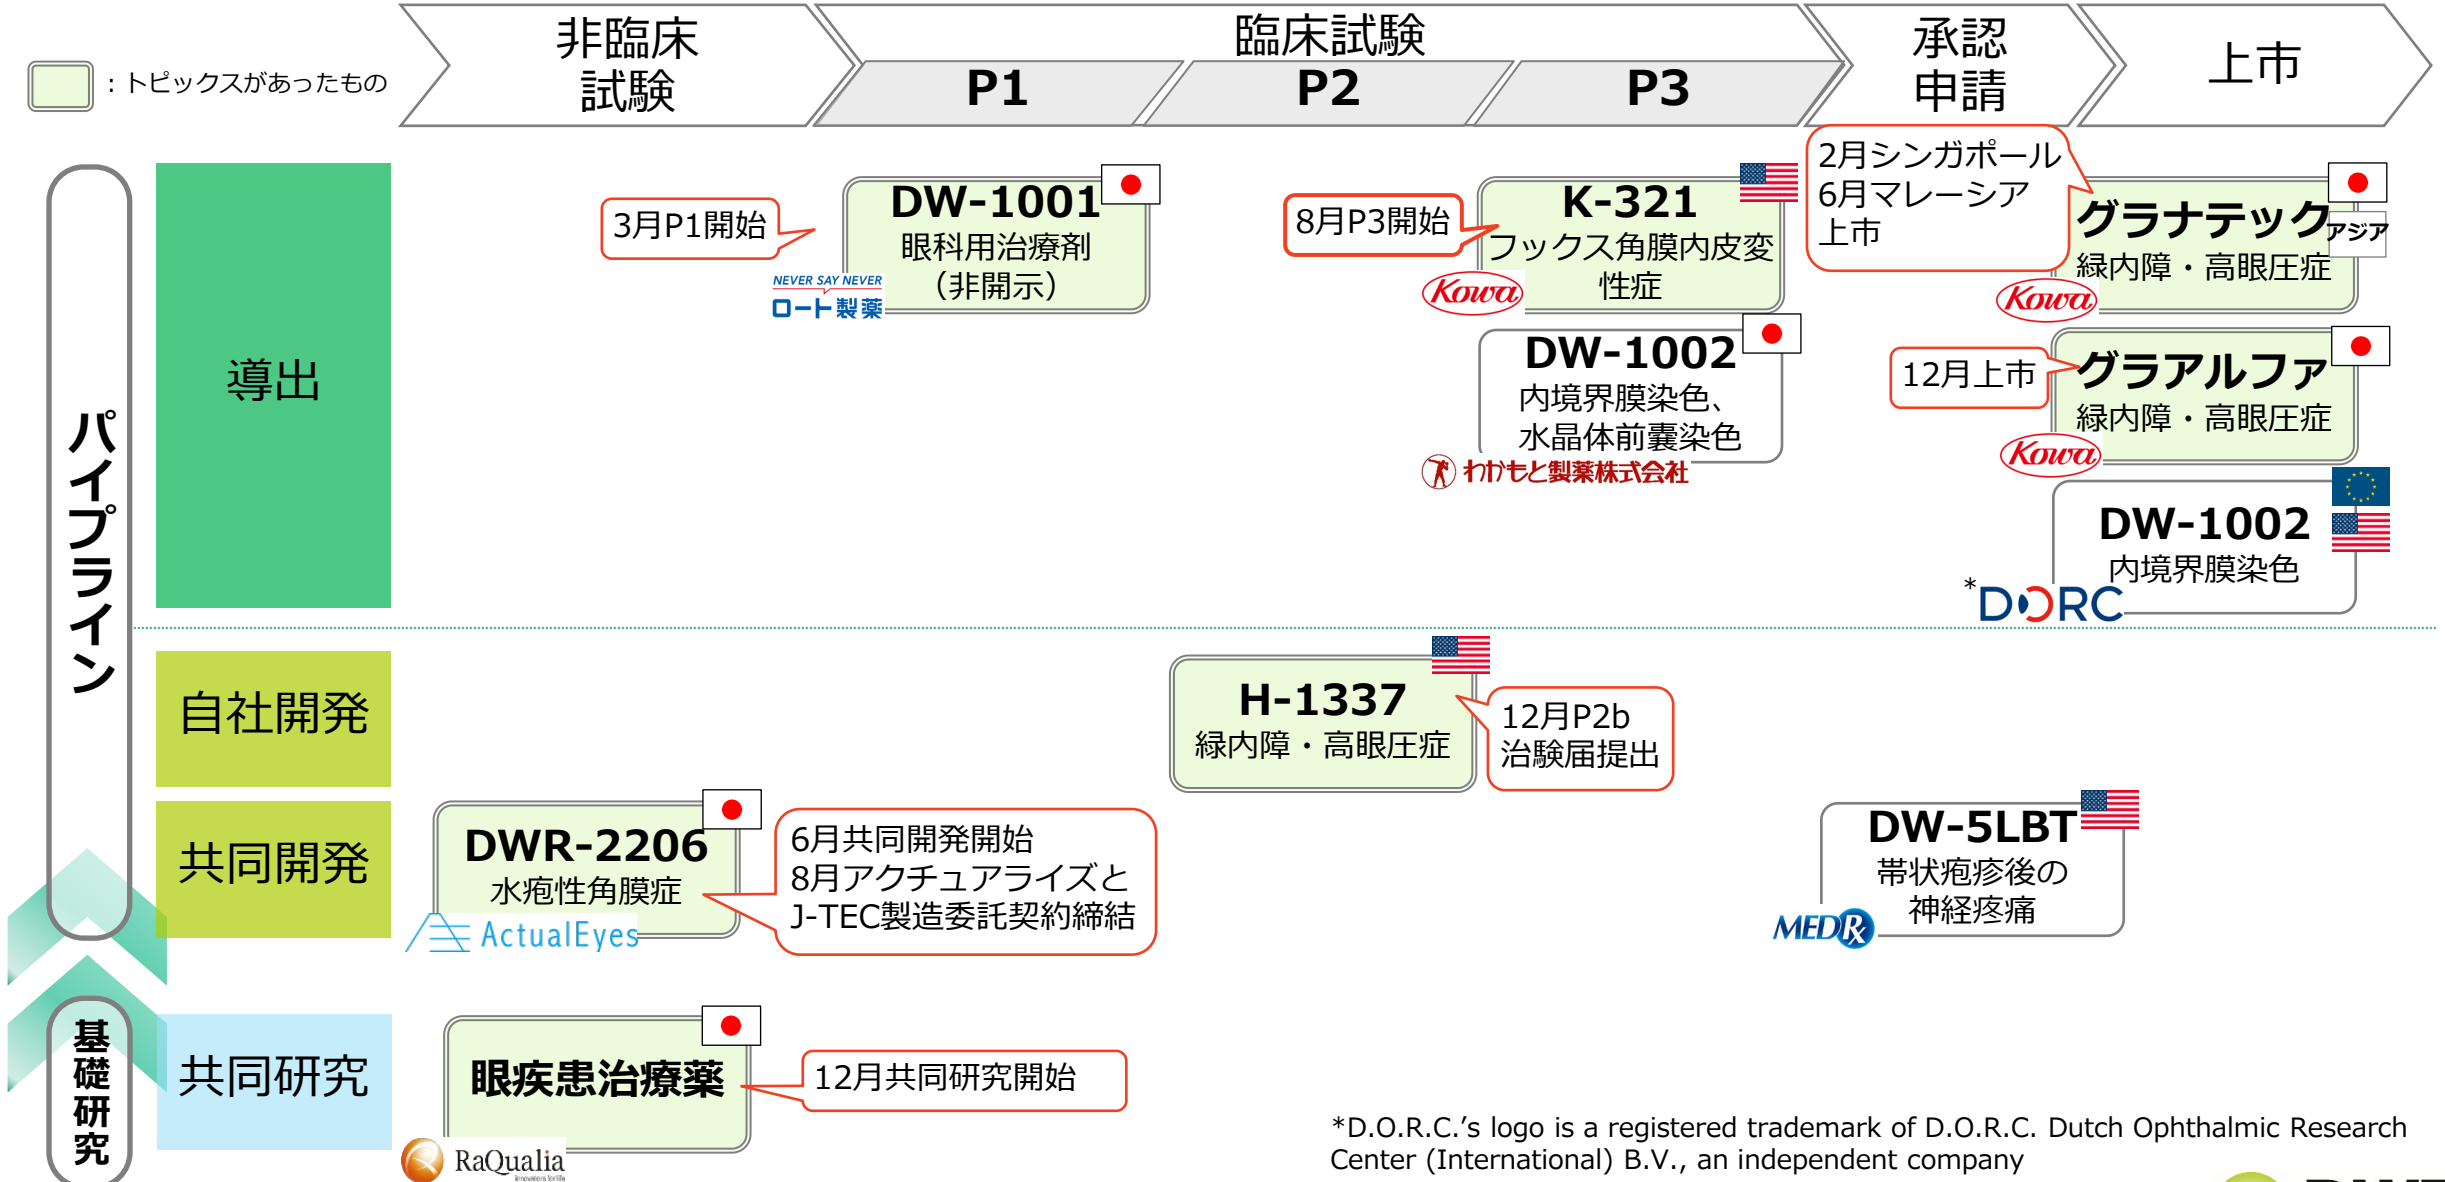 非臨床
試験
臨床試験
P1
P2
P3
承認
申請
上市
：トピックスがあったもの
パイプライン
導出
3月P1開始
DW-1001
眼科用治療剤
（非開示）
NEVER SAY NEVER
ロート製薬
8月P3開始
K-321
フックス角膜内皮変
性症
Kowa
2月シンガポール
6月マレーシア
上市
グラナテック
アジア
緑内障・高眼圧症
Kowa
DW-1002
内境界膜染色、
水晶体前嚢染色
わかもと製薬株式会社
12月上市
グラアルファ
緑内障・高眼圧症
Kowa
DW-1002
内境界膜染色
*DORC
自社開発
H-1337
緑内障・高眼圧症
12月P2b
治験届提出
共同開発
DWR-2206
水疱性角膜症
ActualEyes
6月共同開発開始
8月アクチュアライズと
J-TEC製造委託契約締結
DW-5LBT
帯状疱疹後の
神経疼痛
MEDRx
基礎研究
共同研究
眼疾患治療薬
12月共同研究開始
RaQualia
innovators for life
*D.O.R.C.'s logo is a registered trademark of D.O.R.C. Dutch Ophthalmic Research
Center (International) B.V., an independent company